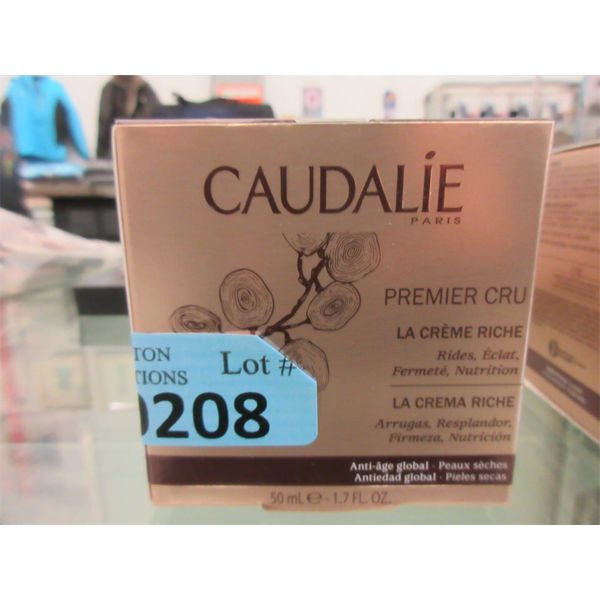 CAUDALÍE
PARIS
PREMIER CRU
LA CRÈME RICHE
Rides, Éclat,
Fermeté, Nutrition
LA CREMA RICHE
Arrugas, Resplandor,
Firmeza, Nutrición
Anti-âge global · Peaux sèches
Antiedad global · Pieles secas
50 mL ℮ - 1.7 FL. OZ.
TON
TIONS
Lot #
0208